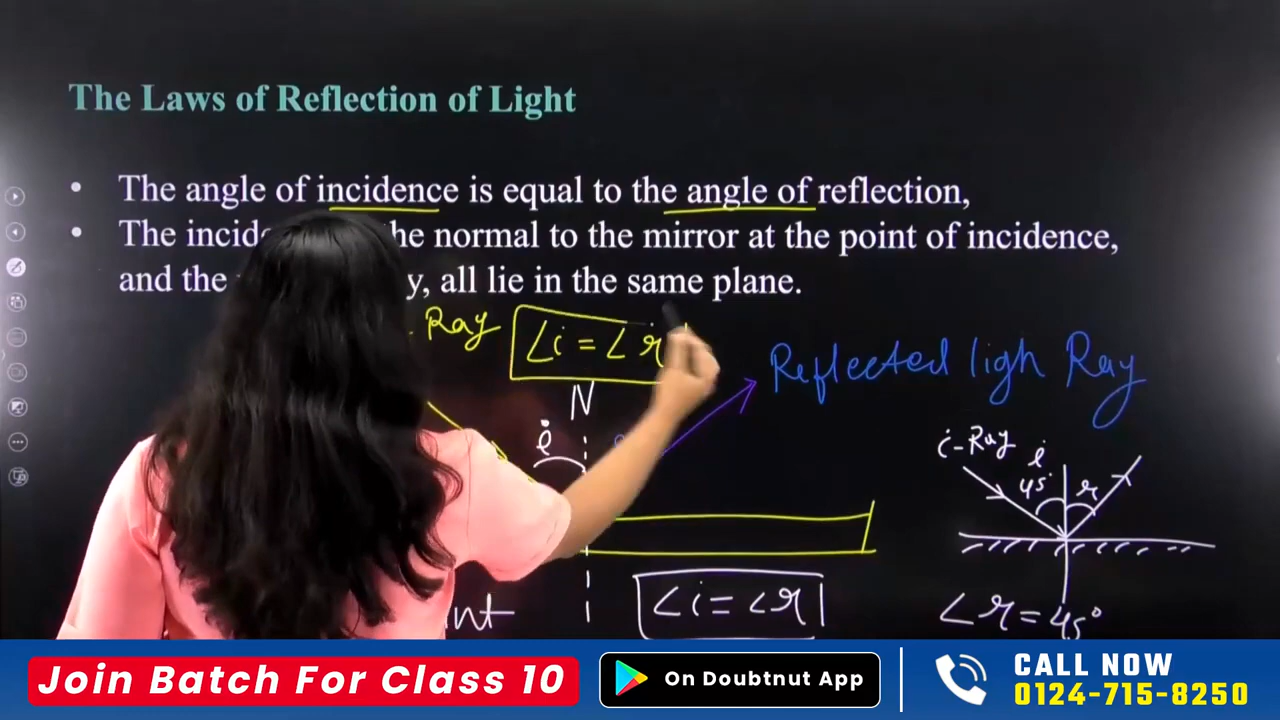 The Laws of Reflection of Light
• The angle of incidence is equal to the angle of reflection,
• The he normal to the mirror at the point of incidence,
and the y, all lie in the same plane.
Ray
∠i = ∠r
Reflected ligh Ray
N
i
i-Ray
i
45°
r
∠i = ∠r
∠r = 45°
Join Batch For Class 10
On Doubtnut App
CALL NOW
0124-715-8250